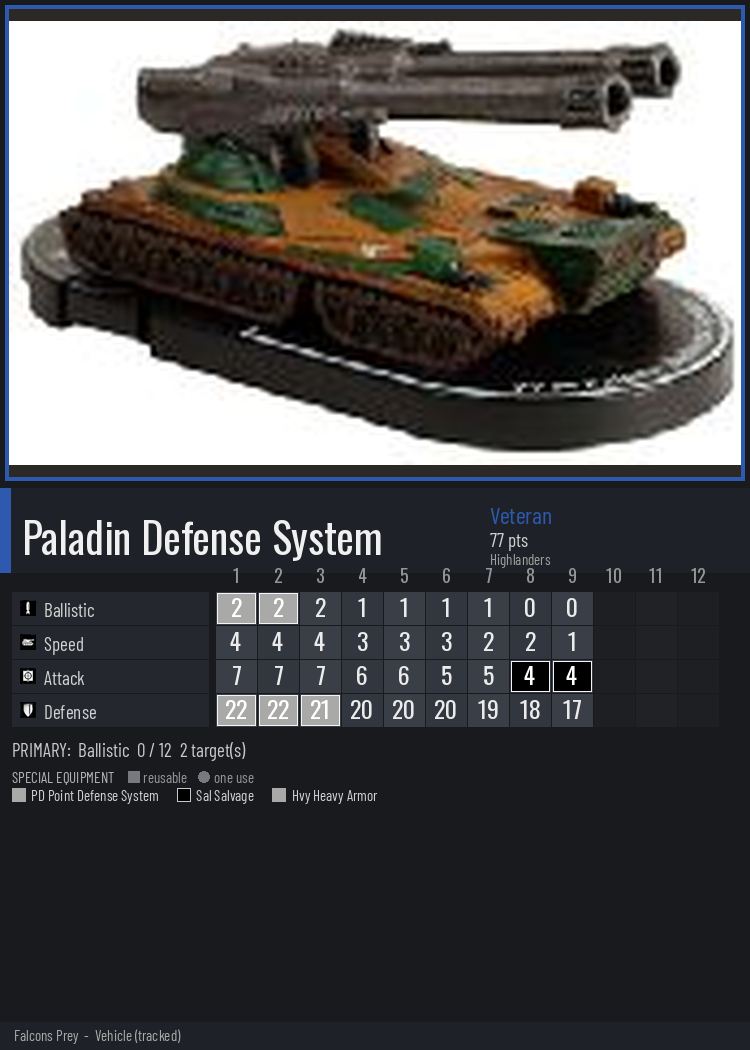 Paladin Defense System
Veteran
77 pts
Highlanders
1 2 3 4 5 6 7 8 9 10 11 12
Ballistic 2 2 2 1 1 1 1 0 0
Speed 4 4 4 3 3 3 2 2 1
Attack 7 7 7 6 6 5 5 4 4
Defense 22 22 21 20 20 20 19 18 17
PRIMARY: Ballistic 0 / 12 2 target(s)
SPECIAL EQUIPMENT reusable one use
PD Point Defense System Sal Salvage Hvy Heavy Armor
Falcons Prey - Vehicle (tracked)